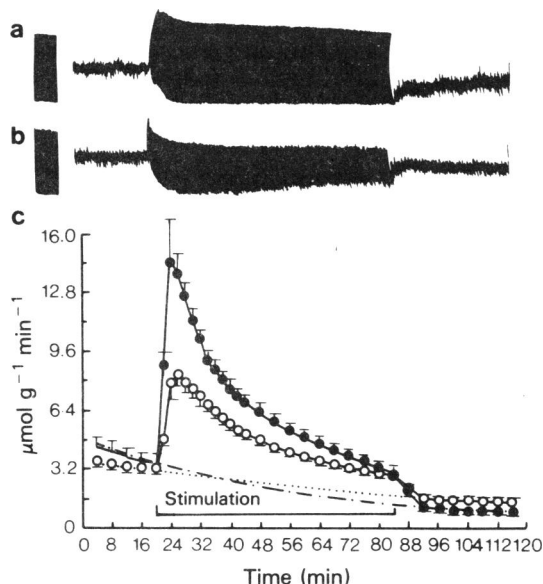 a
b
c
16.0
12.8
9.6
6.4
3.2
0
μmol g⁻¹ min⁻¹
Stimulation
0 8 16 24 32 40 48 56 64 72 80 88 96 104 112 120
Time (min)